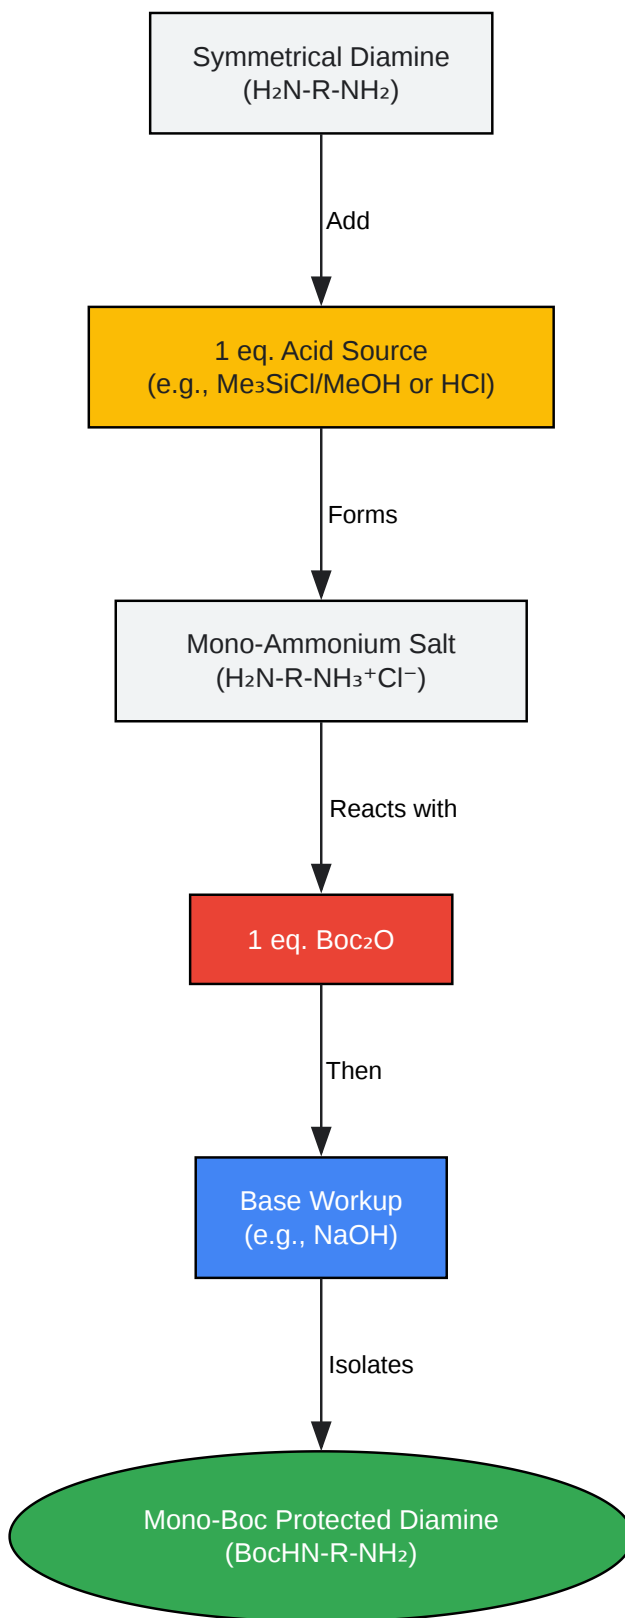 Symmetrical Diamine
(H₂N-R-NH₂)
Add
1 eq. Acid Source
(e.g., Me₃SiCl/MeOH or HCl)
Forms
Mono-Ammonium Salt
(H₂N-R-NH₃⁺Cl⁻)
Reacts with
1 eq. Boc₂O
Then
Base Workup
(e.g., NaOH)
Isolates
Mono-Boc Protected Diamine
(BocHN-R-NH₂)